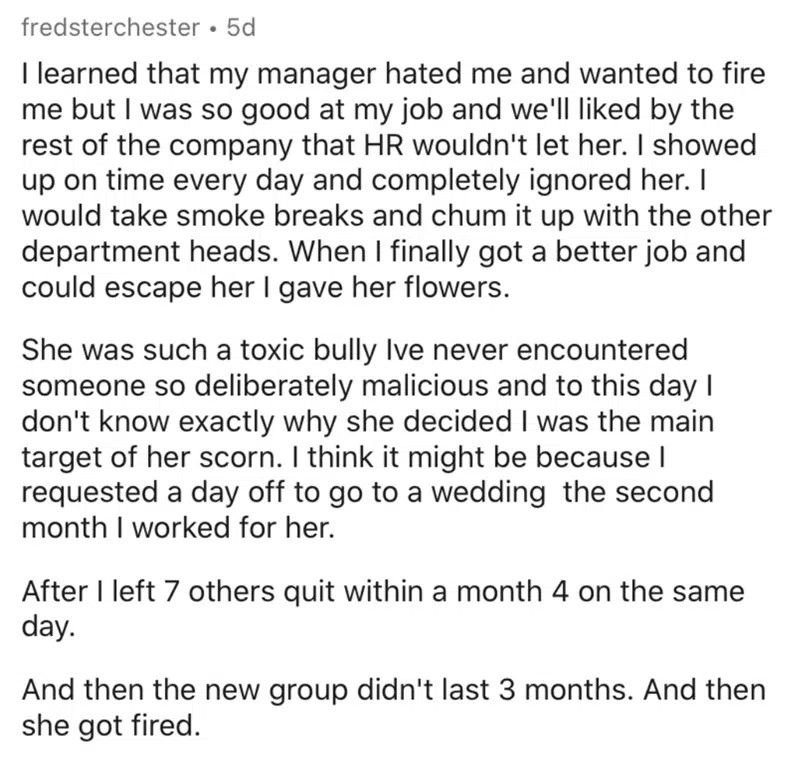 fredsterchester • 5d
I learned that my manager hated me and wanted to fire
me but I was so good at my job and we'll liked by the
rest of the company that HR wouldn't let her. I showed
up on time every day and completely ignored her. I
would take smoke breaks and chum it up with the other
department heads. When I finally got a better job and
could escape her I gave her flowers.
She was such a toxic bully Ive never encountered
someone so deliberately malicious and to this day I
don't know exactly why she decided I was the main
target of her scorn. I think it might be because I
requested a day off to go to a wedding  the second
month I worked for her.
After I left 7 others quit within a month 4 on the same
day.
And then the new group didn't last 3 months. And then
she got fired.